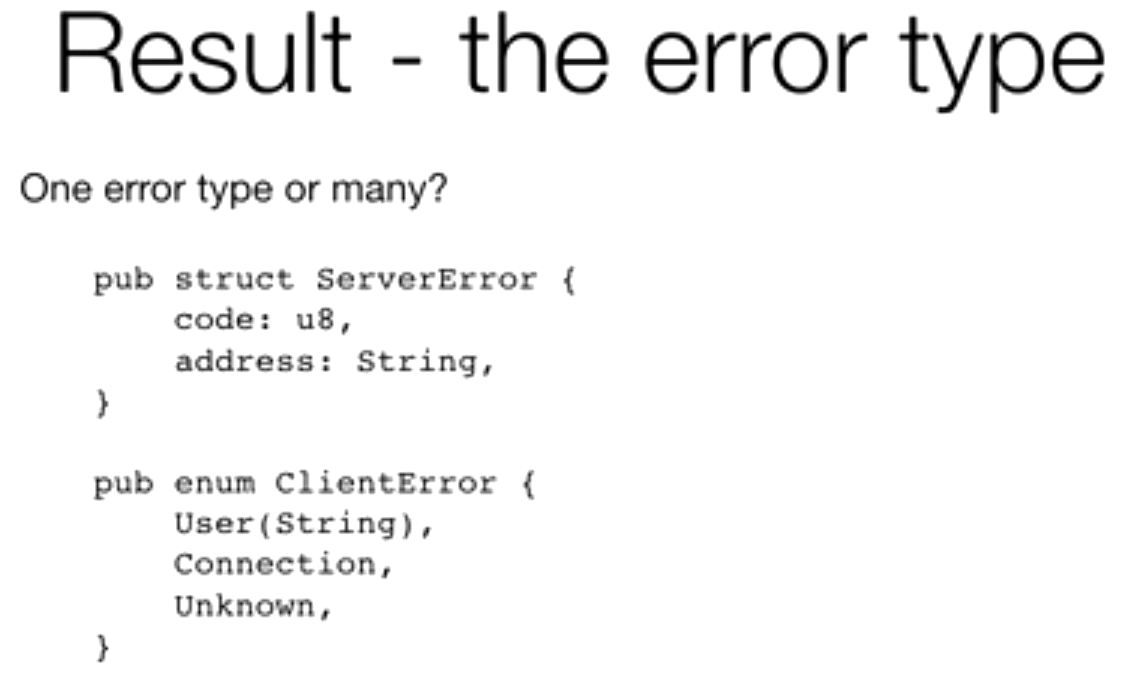 Result - the error type
One error type or many?
pub struct ServerError {
    code: u8,
    address: String,
}
pub enum ClientError {
    User(String),
    Connection,
    Unknown,
}